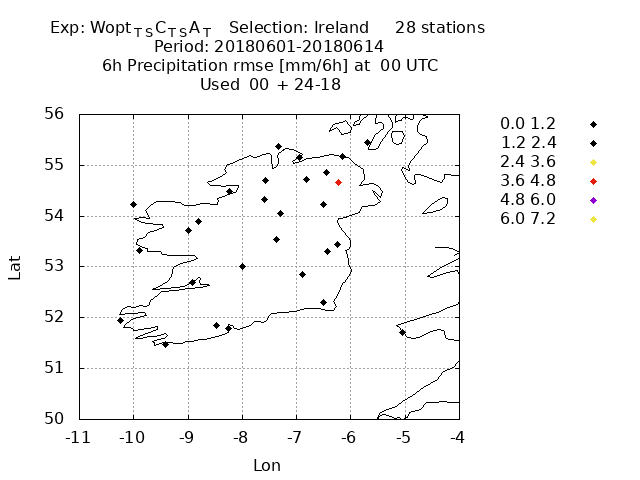 Exp: Wopt_TS C_TS A_T Selection: Ireland 28 stations
Period: 20180601-20180614
6h Precipitation rmse [mm/6h] at 00 UTC
Used 00 + 24-18
0.0 1.2
1.2 2.4
2.4 3.6
3.6 4.8
4.8 6.0
6.0 7.2
Lat
56
55
54
53
52
51
50
-11 -10 -9 -8 -7 -6 -5 -4
Lon